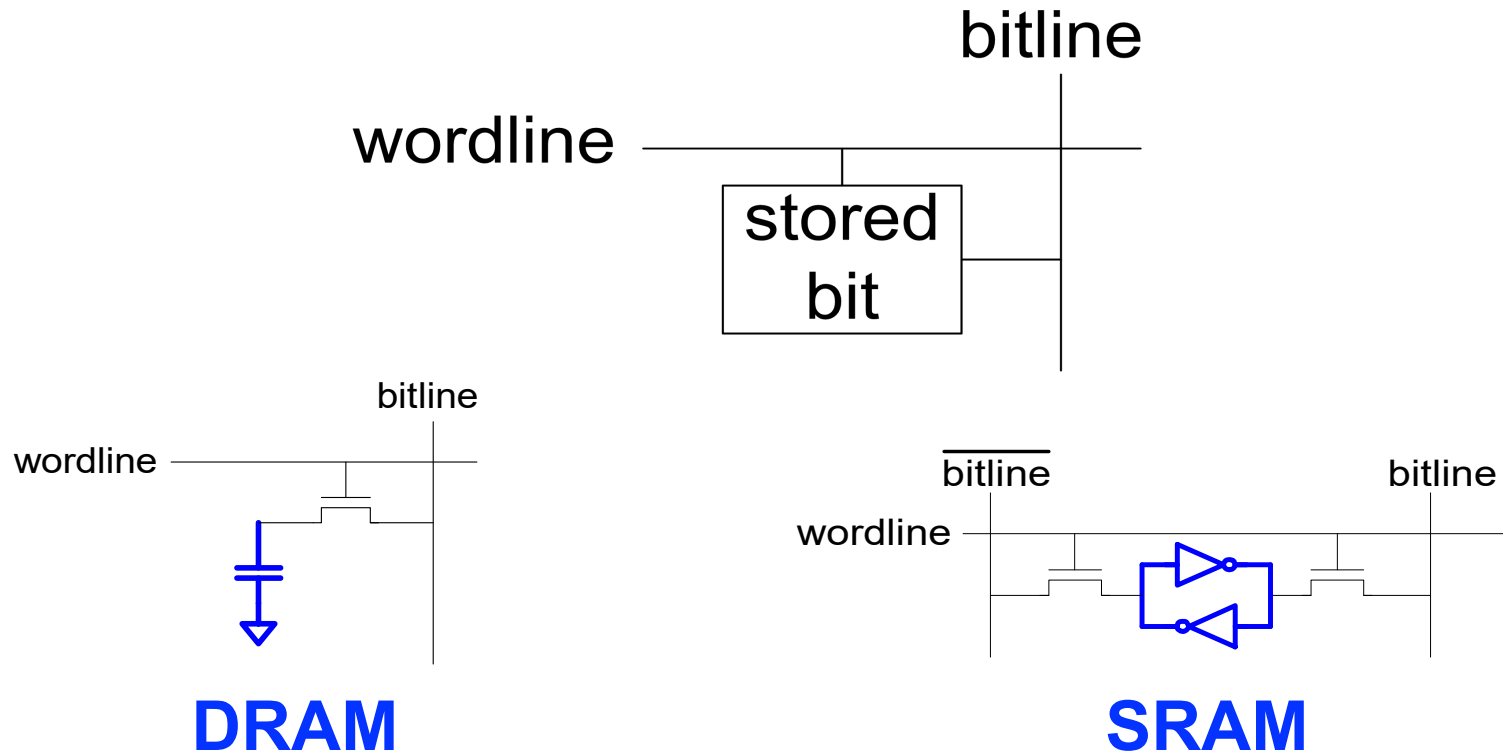 bitline
wordline
stored
bit
bitline
wordline
bitline
bitline
wordline
DRAM
SRAM